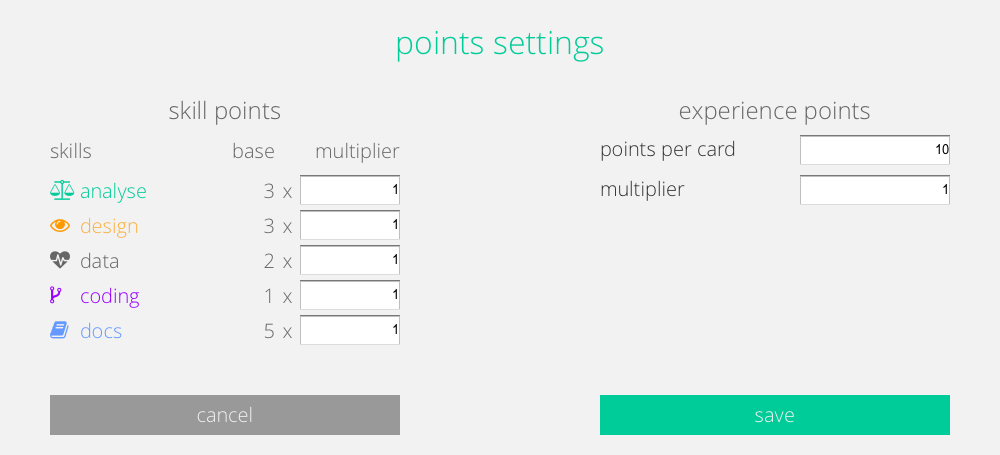 points settings
skill points
skills base multiplier
analyse 3 x 1
design 3 x 1
data 2 x 1
coding 1 x 1
docs 5 x 1
cancel
experience points
points per card 10
multiplier 1
save